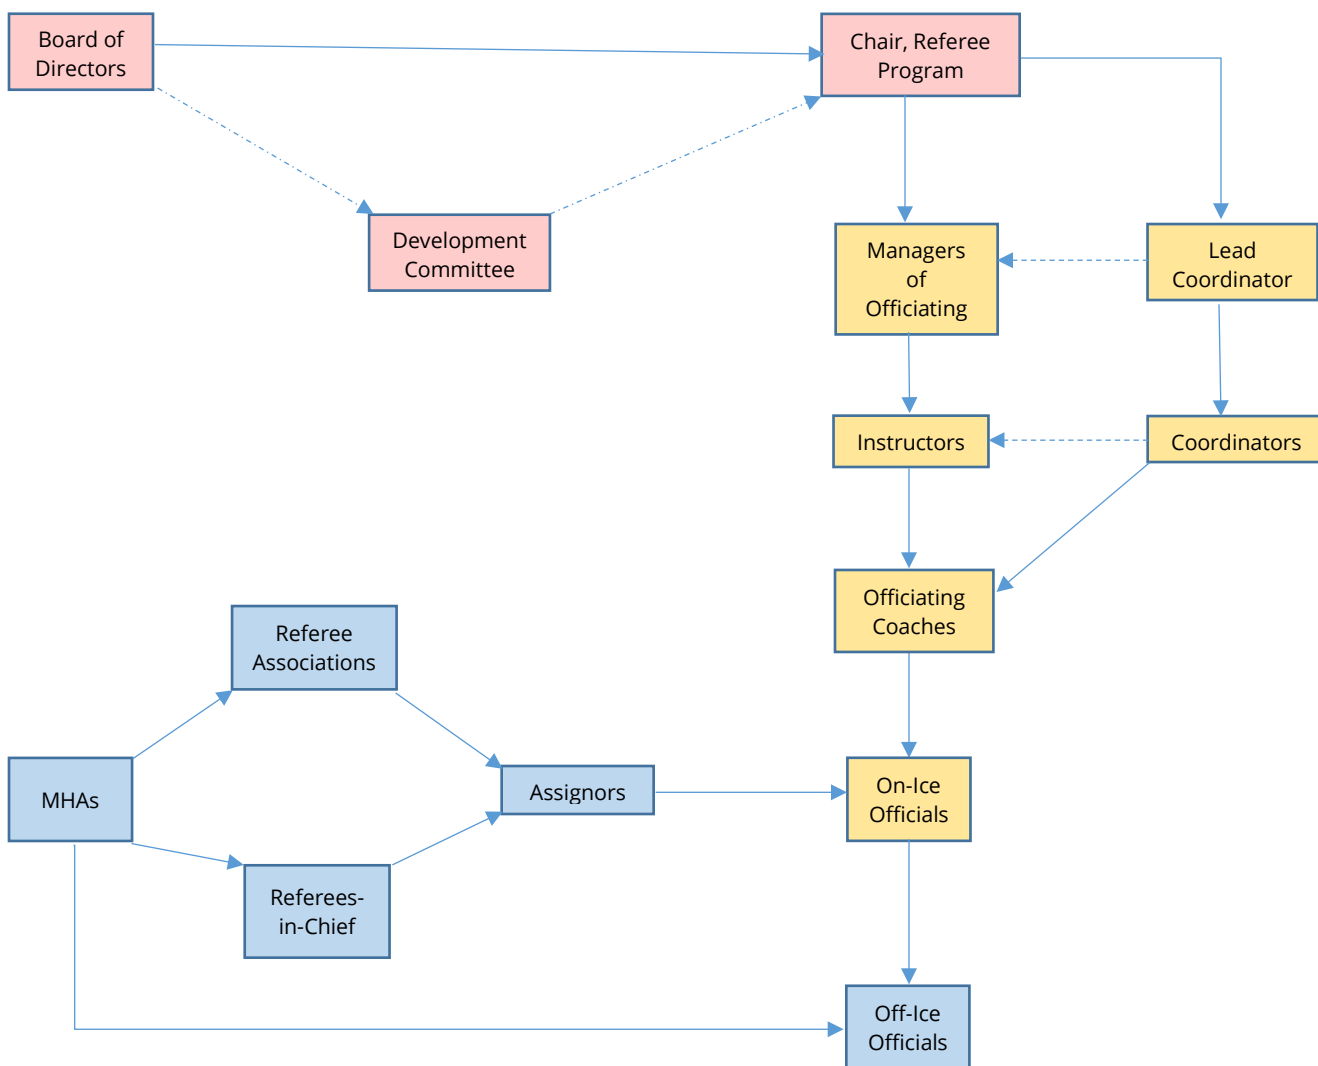 Board of
Directors
Chair, Referee
Program
Development
Committee
Managers
of
Officiating
Lead
Coordinator
Instructors
Coordinators
Officiating
Coaches
Referee
Associations
MHAs
Assignors
On-Ice
Officials
Referees-
in-Chief
Off-Ice
Officials